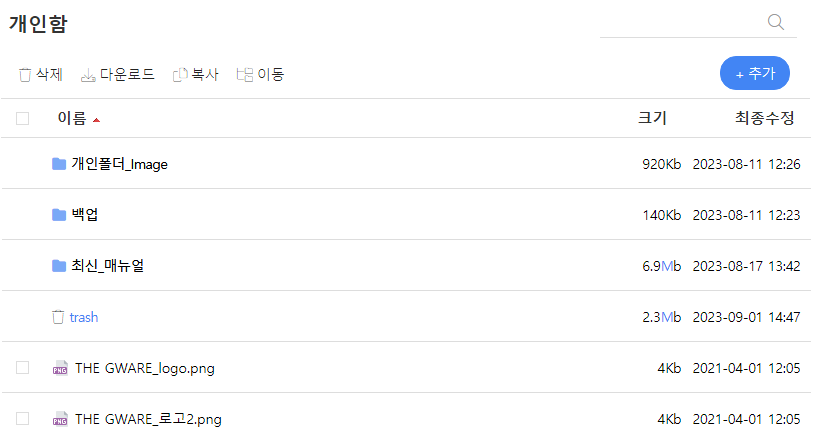 개인함
삭제 다운로드 복사 이동 + 추가
이름 크기 최종수정
개인폴더_Image 920Kb 2023-08-11 12:26
백업 140Kb 2023-08-11 12:23
최신_매뉴얼 6.9Mb 2023-08-17 13:42
trash 2.3Mb 2023-09-01 14:47
PNG THE GWARE_logo.png 4Kb 2021-04-01 12:05
PNG THE GWARE_로고2.png 4Kb 2021-04-01 12:05